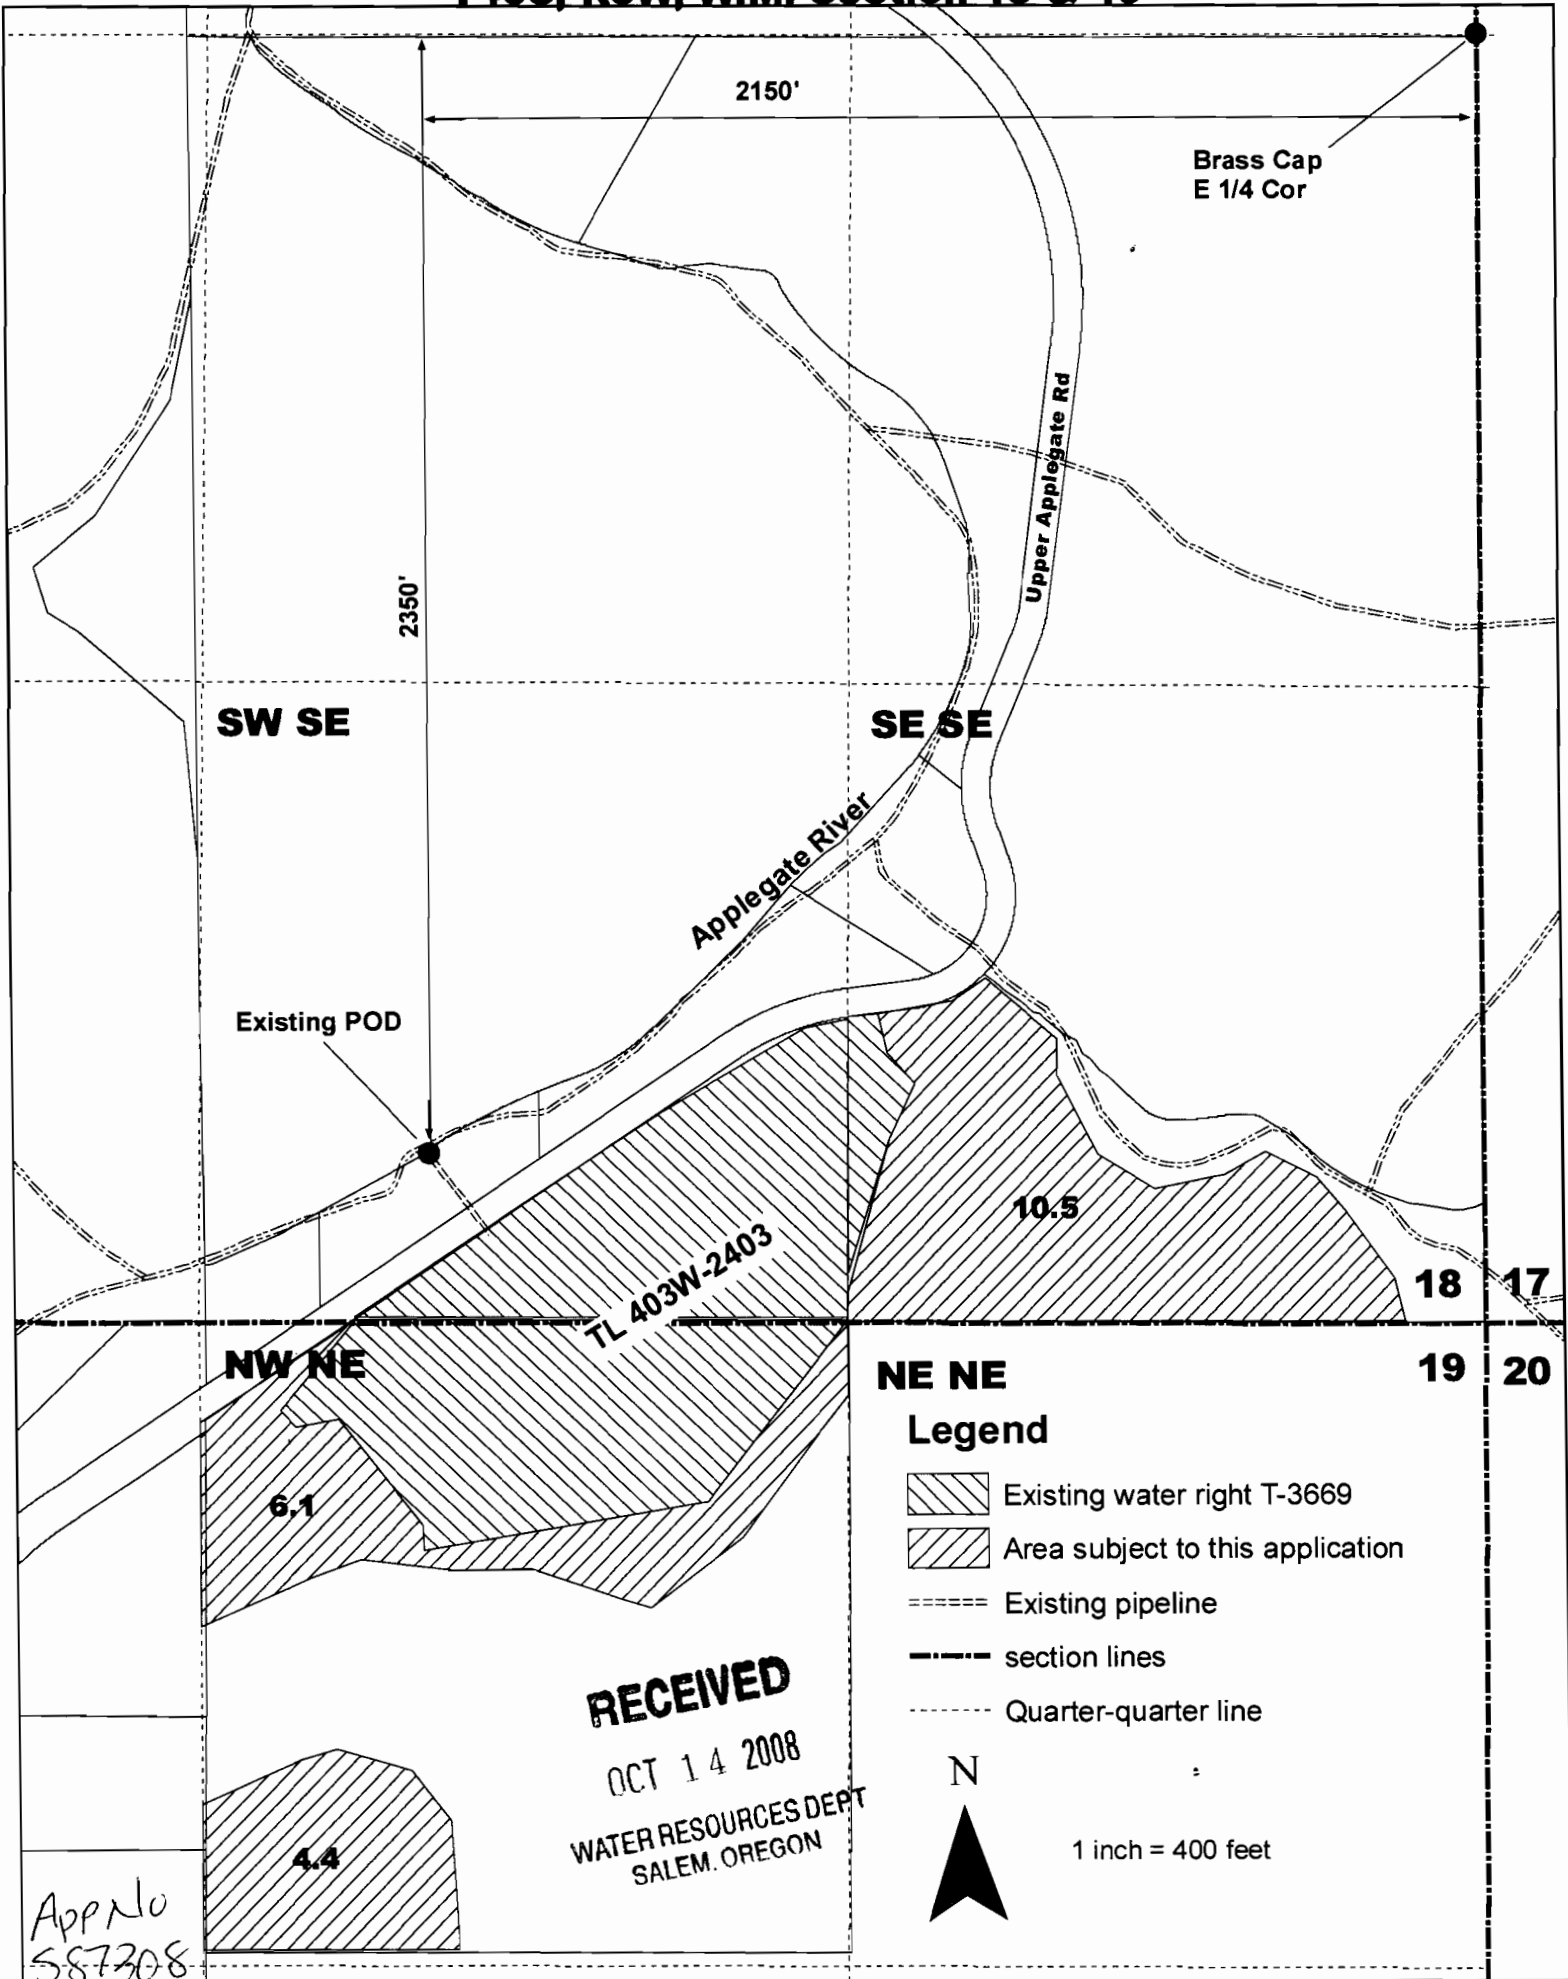 2150'
Brass Cap
E 1/4 Cor
Upper Applegate Rd
2350'
SW SE
SE SE
Applegate River
Existing POD
10.5
TL 403W-2403
18
17
NW NE
NE NE
19
20
Legend
6.1
Existing water right T-3669
Area subject to this application
Existing pipeline
section lines
Quarter-quarter line
RECEIVED
OCT 14 2008
WATER RESOURCES DEPT
SALEM. OREGON
N
1 inch = 400 feet
4.4
App No
S87308